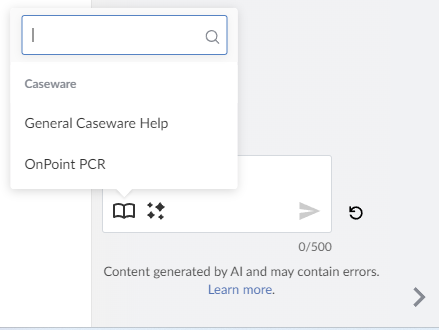 Caseware
General Caseware Help
OnPoint PCR
0/500
Content generated by AI and may contain errors.
Learn more.